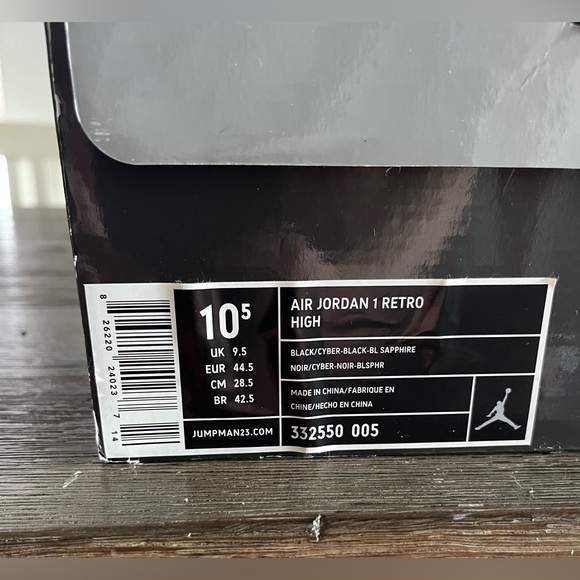 8 26220 24023 7 14
10⁵
UK 9.5
EUR 44.5
CM 28.5
BR 42.5
JUMPMAN23.COM
AIR JORDAN 1 RETRO
HIGH
BLACK/CYBER-BLACK-BL SAPPHIRE
NOIR/CYBER-NOIR-BLSPHR
MADE IN CHINA/FABRIQUE EN
CHINE/HECHO EN CHINA
332550 005